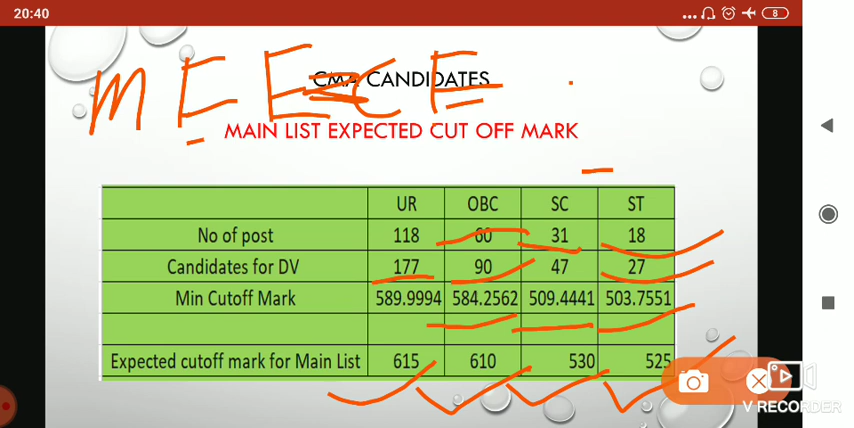 20:40 8
M E E C E
CMA CANDIDATES
MAIN LIST EXPECTED CUT OFF MARK
UR OBC SC ST
No of post 118 60 31 18
Candidates for DV 177 90 47 27
Min Cutoff Mark 589.9994 584.2562 509.4441 503.7551
Expected cutoff mark for Main List 615 610 530 525
V RECORDER